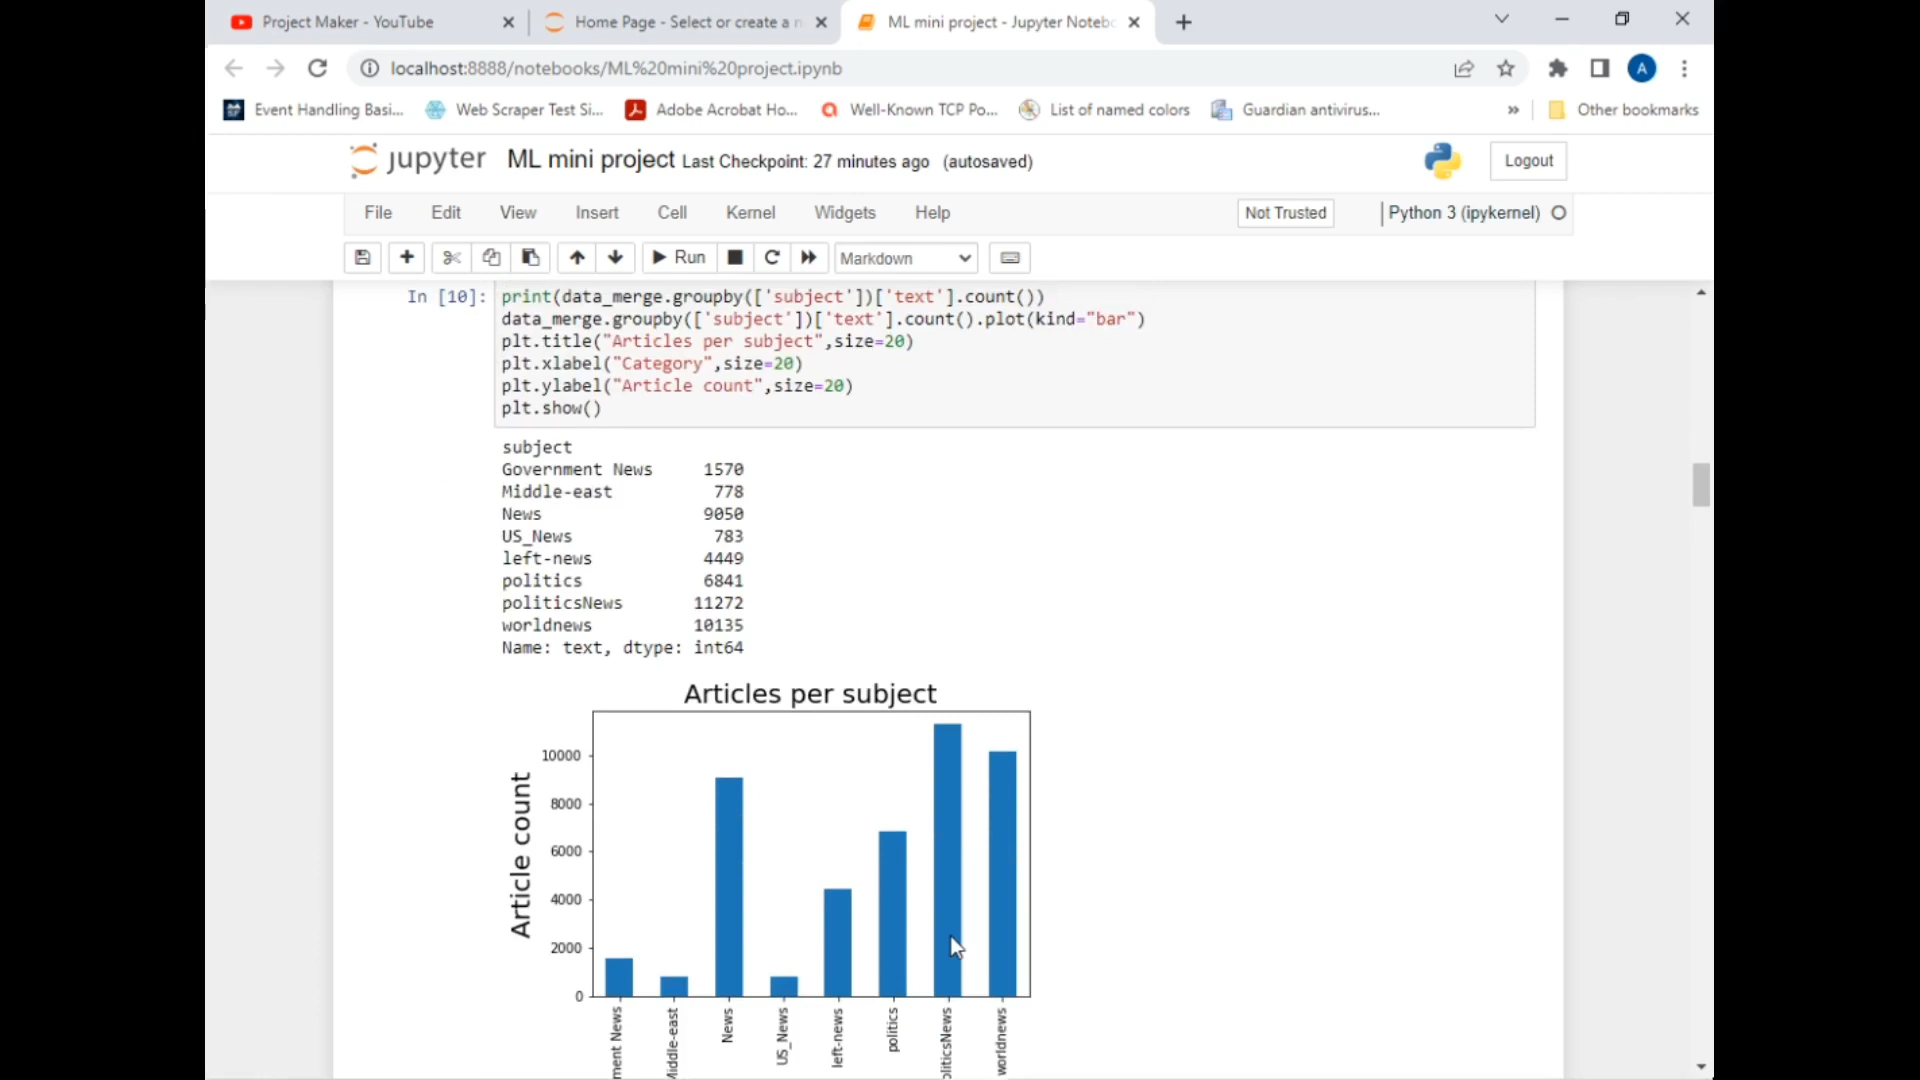 Project Maker - YouTube
Home Page - Select or create a n
ML mini project - Jupyter Notebo
localhost:8888/notebooks/ML%20mini%20project.ipynb
A
Event Handling Basi...
Web Scraper Test Si...
Adobe Acrobat Ho...
Well-Known TCP Po...
List of named colors
Guardian antivirus...
»
Other bookmarks
jupyter
ML mini project Last Checkpoint: 27 minutes ago (autosaved)
Logout
File Edit View Insert Cell Kernel Widgets Help
Not Trusted
Python 3 (ipykernel)
Run
Markdown
In [10]:
print(data_merge.groupby(['subject'])['text'].count())
data_merge.groupby(['subject'])['text'].count().plot(kind="bar")
plt.title("Articles per subject",size=20)
plt.xlabel("Category",size=20)
plt.ylabel("Article count",size=20)
plt.show()
subject
Government News 1570
Middle-east 778
News 9050
US_News 783
left-news 4449
politics 6841
politicsNews 11272
worldnews 10135
Name: text, dtype: int64
Articles per subject
Article count
10000
8000
6000
4000
2000
0
ment News
Middle-east
News
US_News
left-news
politics
oliticsNews
worldnews